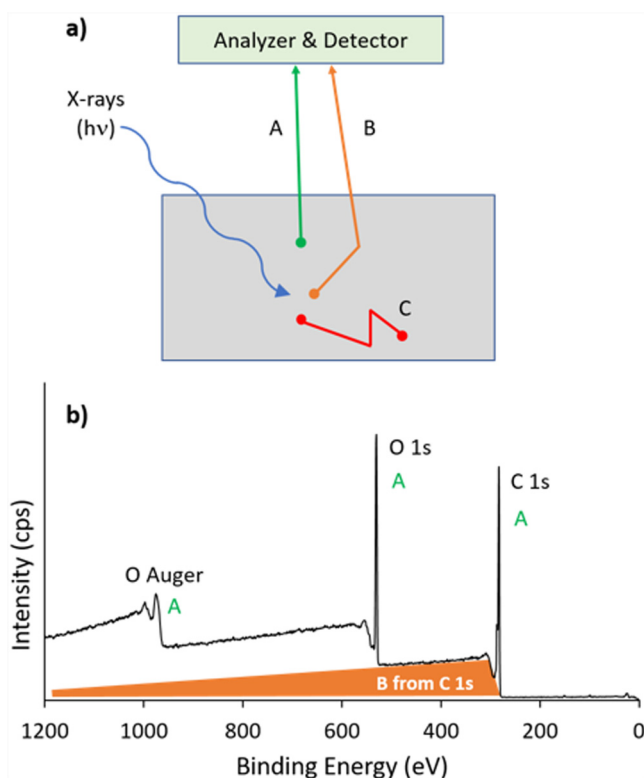 a)
Analyzer & Detector
X-rays
(hν)
A
B
C
b)
O 1s
A
C 1s
A
O Auger
A
B from C 1s
Intensity (cps)
1200 1000 800 600 400 200 0
Binding Energy (eV)